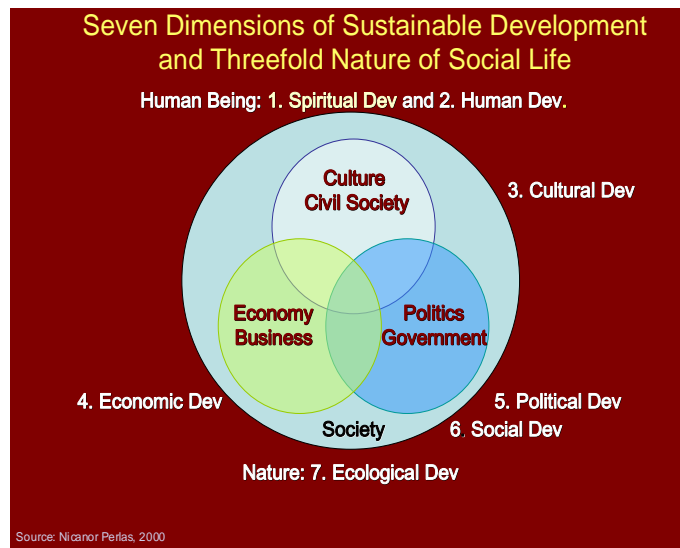 Seven Dimensions of Sustainable Development
and Threefold Nature of Social Life
Human Being: 1. Spiritual Dev and 2. Human Dev.
Culture
Civil Society
3. Cultural Dev
Economy
Business
Politics
Government
4. Economic Dev
5. Political Dev
Society
6. Social Dev
Nature: 7. Ecological Dev
Source: Nicanor Perlas, 2000